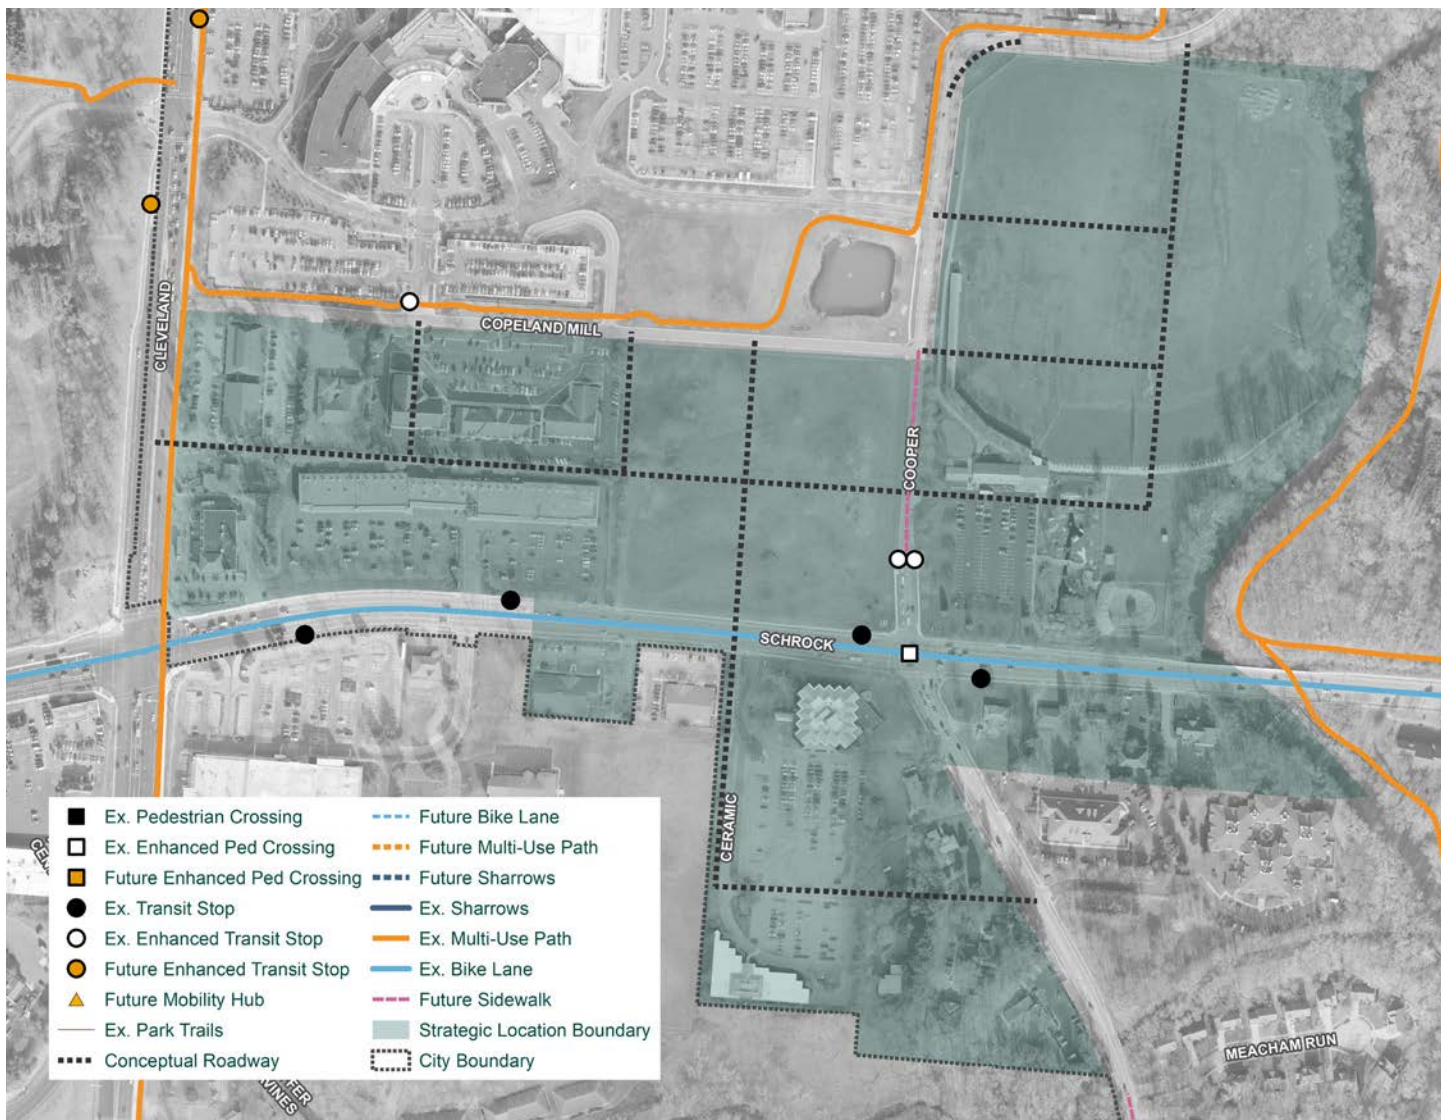 CLEVELAND
COPELAND MILL
COOPER
SCHROCK
CERAMIC
MEACHAM RUN
Ex. Pedestrian Crossing
Ex. Enhanced Ped Crossing
Future Enhanced Ped Crossing
Ex. Transit Stop
Ex. Enhanced Transit Stop
Future Enhanced Transit Stop
Future Mobility Hub
Ex. Park Trails
Conceptual Roadway
Future Bike Lane
Future Multi-Use Path
Future Sharrows
Ex. Sharrows
Ex. Multi-Use Path
Ex. Bike Lane
Future Sidewalk
Strategic Location Boundary
City Boundary